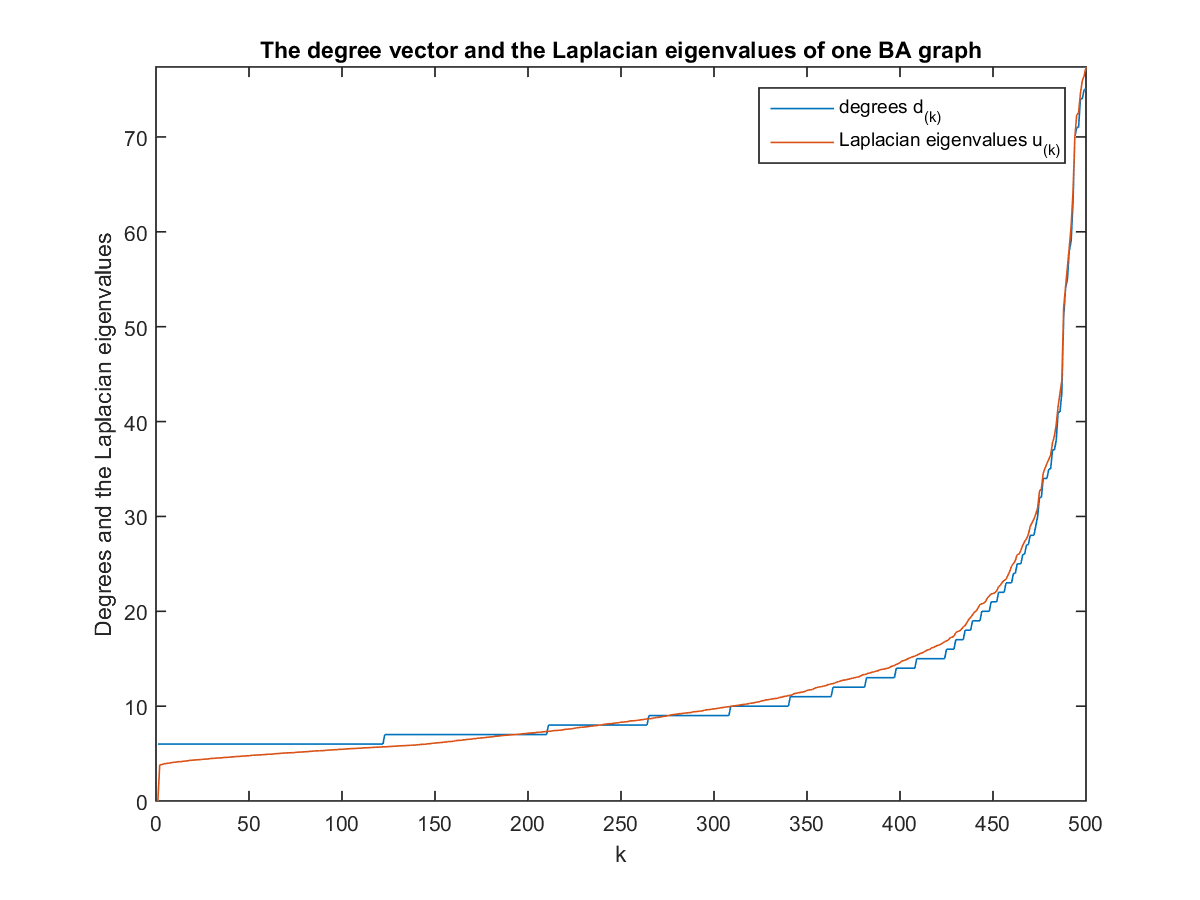 The degree vector and the Laplacian eigenvalues of one BA graph
degrees d(k)
Laplacian eigenvalues u(k)
Degrees and the Laplacian eigenvalues
70
60
50
40
30
20
10
0
0 50 100 150 200 250 300 350 400 450 500
k